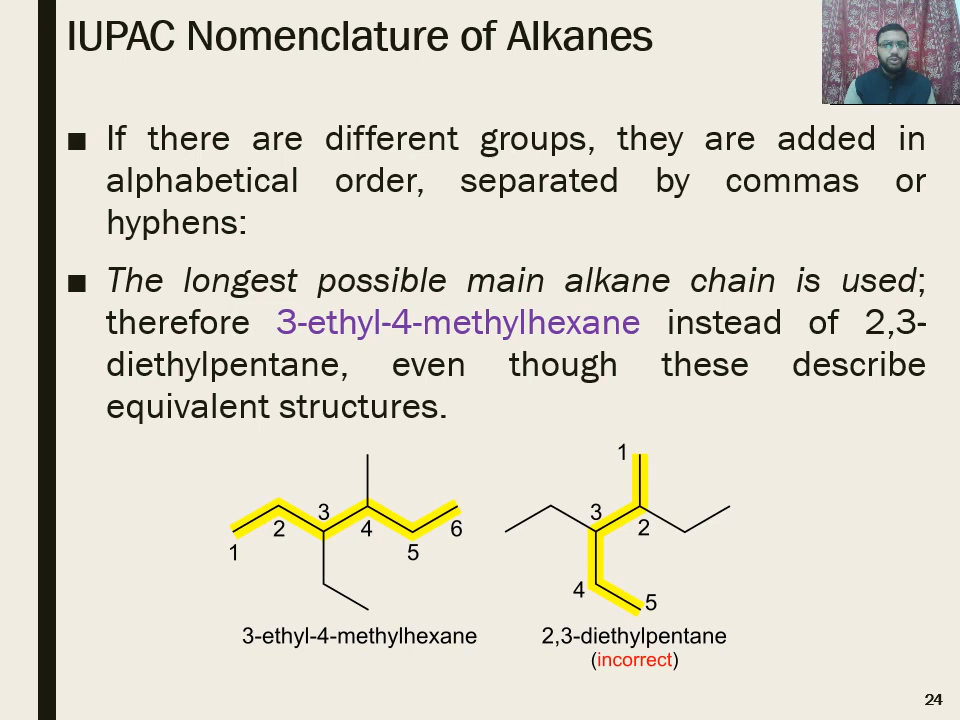 IUPAC Nomenclature of Alkanes
■ If there are different groups, they are added in
alphabetical order, separated by commas or
hyphens:
■ The longest possible main alkane chain is used;
therefore 3-ethyl-4-methylhexane instead of 2,3-
diethylpentane, even though these describe
equivalent structures.
1 2 3 4 5 6
1 2 3 4 5
3-ethyl-4-methylhexane
2,3-diethylpentane
(incorrect)
24